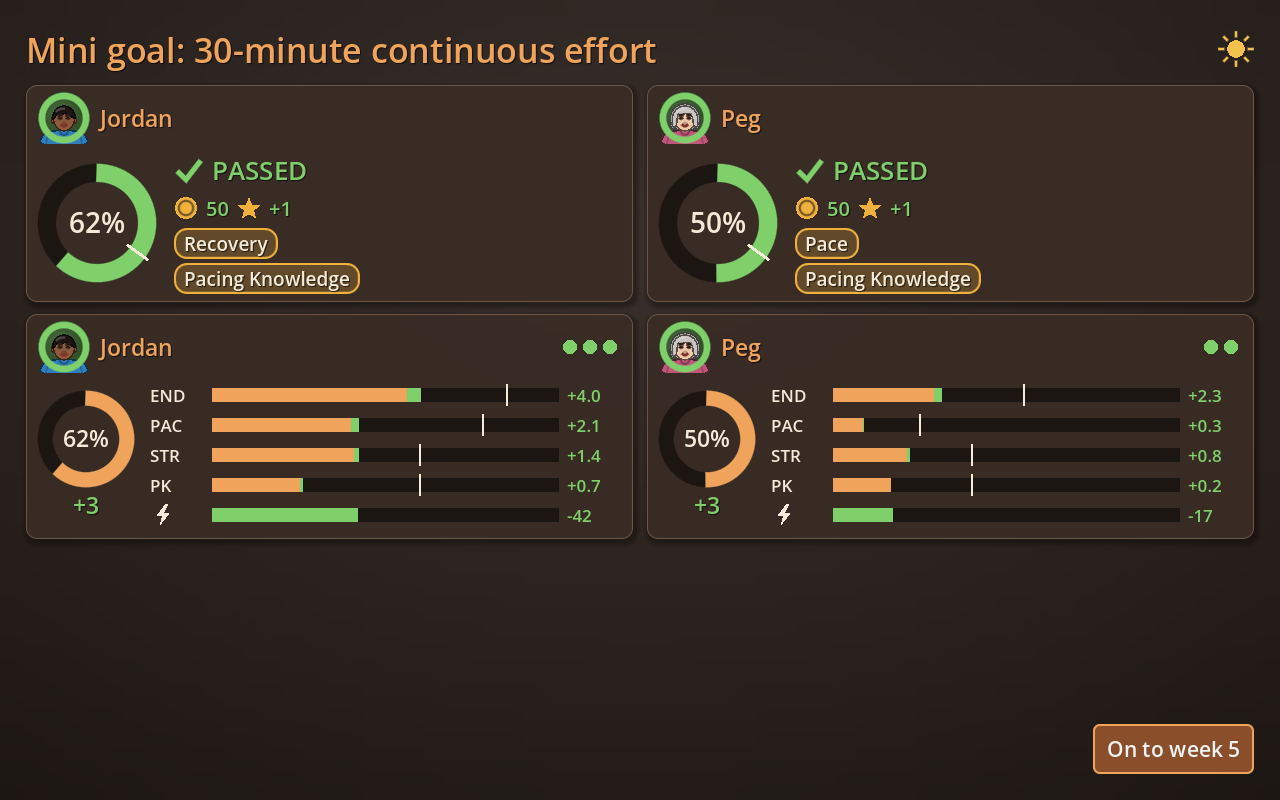 Mini goal: 30-minute continuous effort
Jordan
62%
PASSED
50 +1
Recovery
Pacing Knowledge
Peg
50%
PASSED
50 +1
Pace
Pacing Knowledge
Jordan
62%
+3
END +4.0
PAC +2.1
STR +1.4
PK +0.7
-42
Peg
50%
+3
END +2.3
PAC +0.3
STR +0.8
PK +0.2
-17
On to week 5